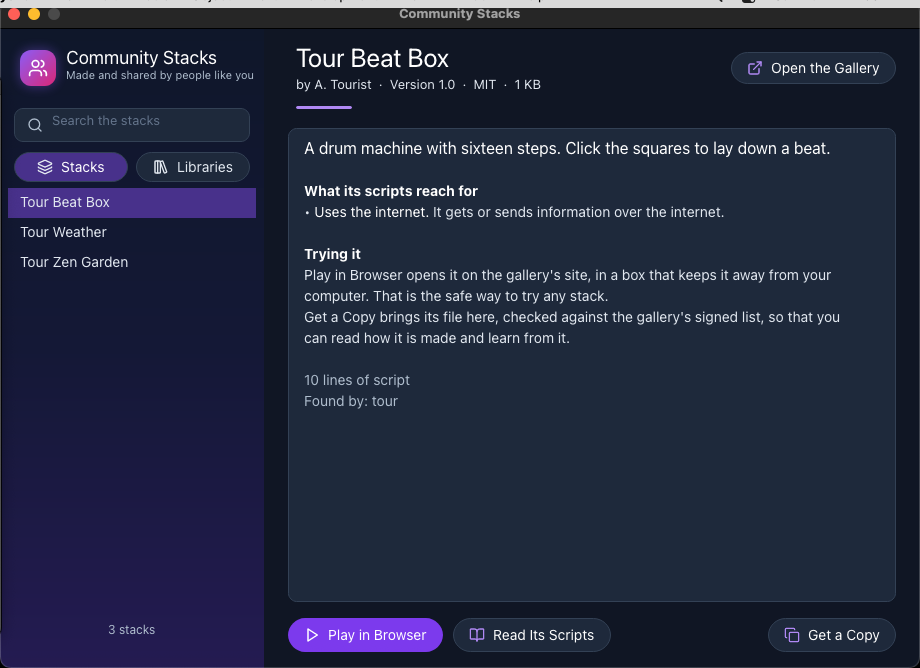 Community Stacks
Community Stacks
Made and shared by people like you
Search the stacks
Stacks
Libraries
Tour Beat Box
Tour Weather
Tour Zen Garden
3 stacks
Tour Beat Box
by A. Tourist · Version 1.0 · MIT · 1 KB
Open the Gallery
A drum machine with sixteen steps. Click the squares to lay down a beat.
What its scripts reach for
• Uses the internet. It gets or sends information over the internet.
Trying it
Play in Browser opens it on the gallery's site, in a box that keeps it away from your
computer. That is the safe way to try any stack.
Get a Copy brings its file here, checked against the gallery's signed list, so that you
can read how it is made and learn from it.
10 lines of script
Found by: tour
Play in Browser
Read Its Scripts
Get a Copy